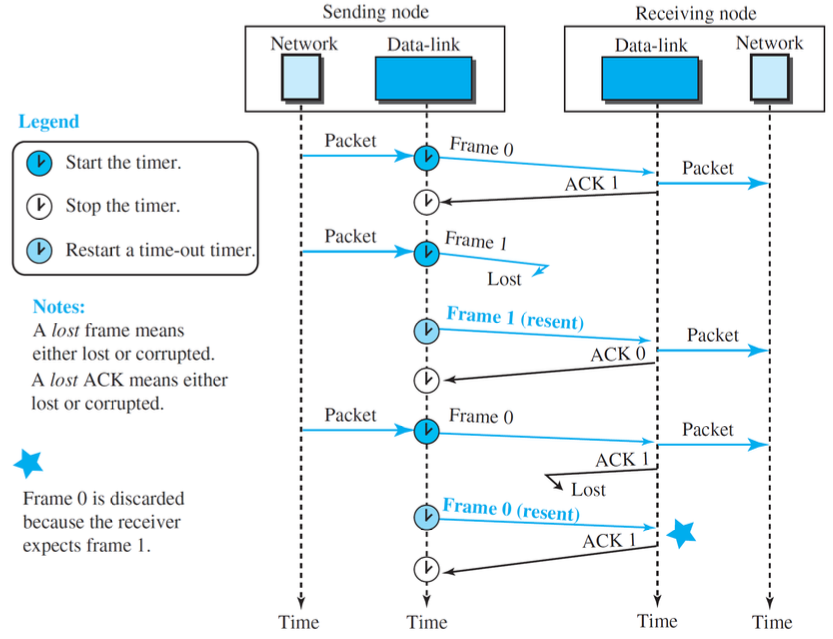 Sending node
Receiving node
Network
Data-link
Data-link
Network
Legend
Start the timer.
Stop the timer.
Restart a time-out timer.
Notes:
A lost frame means
either lost or corrupted.
A lost ACK means either
lost or corrupted.
Frame 0 is discarded
because the receiver
expects frame 1.
Packet
Frame 0
Packet
ACK 1
Packet
Frame 1
Lost
Frame 1 (resent)
Packet
ACK 0
Packet
Frame 0
Packet
ACK 1
Lost
Frame 0 (resent)
ACK 1
Time
Time
Time
Time